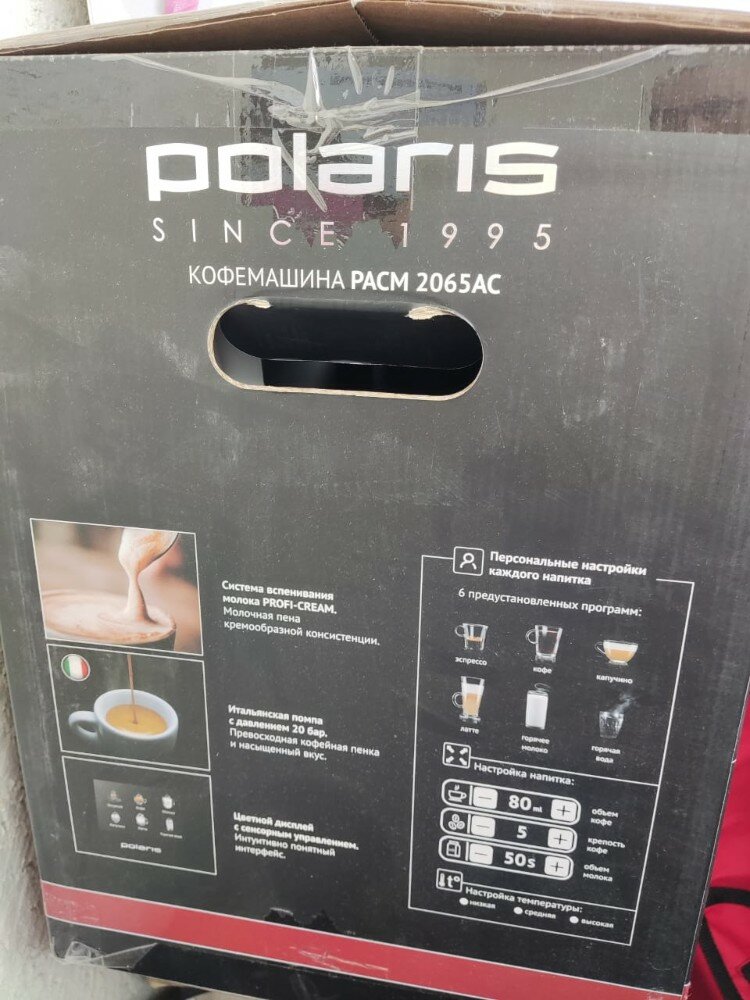 polaris
SINCE 1995
КОФЕМАШИНА PACM 2065AC
Система вспенивания
молока PROFI-CREAM.
Молочная пена
кремообразной консистенции.
Итальянская помпа
с давлением 20 бар.
Превосходная кофейная пенка
и насыщенный вкус.
Цветной дисплей
с сенсорным управлением.
Интуитивно понятный
интерфейс.
polaris
Персональные настройки
каждого напитка
6 предустановленных программ:
эспрессо
кофе
капучино
латте
горячее
молоко
горячая
вода
Настройка напитка:
80 ml
объем
кофе
5
крепость
кофе
50s
объем
молока
t°
Настройка температуры:
низкая
средняя
высокая